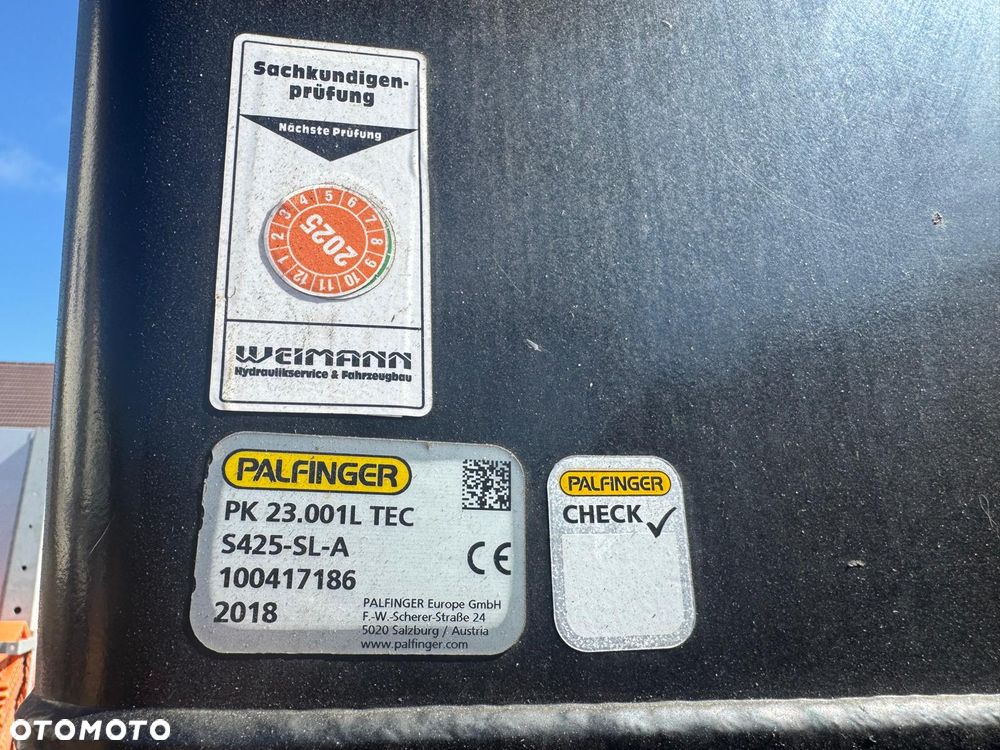 Sachkundigen-
prüfung
Nächste Prüfung
1 2 3 4 5 6 7 8 9 10 11 12
2025
WEIMANN
Hydraulikservice & Fahrzeugbau
PALFINGER
PK 23.001L TEC
S425-SL-A
100417186
2018
CE
PALFINGER Europe GmbH
F.-W.-Scherer-Straße 24
5020 Salzburg / Austria
www.palfinger.com
PALFINGER
CHECK
OTOMOTO